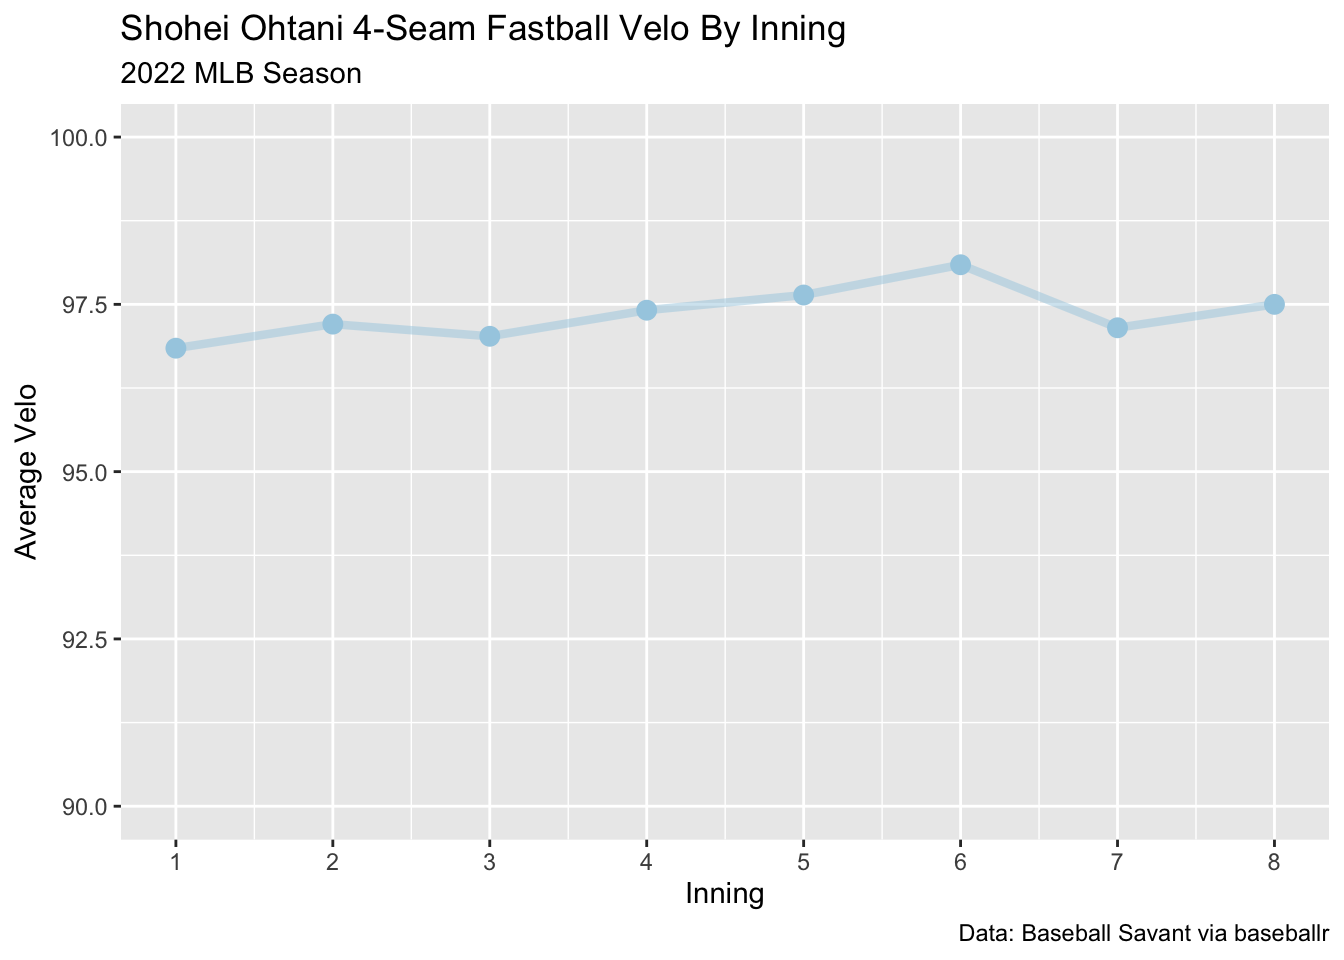 Shohei Ohtani 4-Seam Fastball Velo By Inning
2022 MLB Season
Average Velo
100.0
97.5
95.0
92.5
90.0
1 2 3 4 5 6 7 8
Inning
Data: Baseball Savant via baseballr